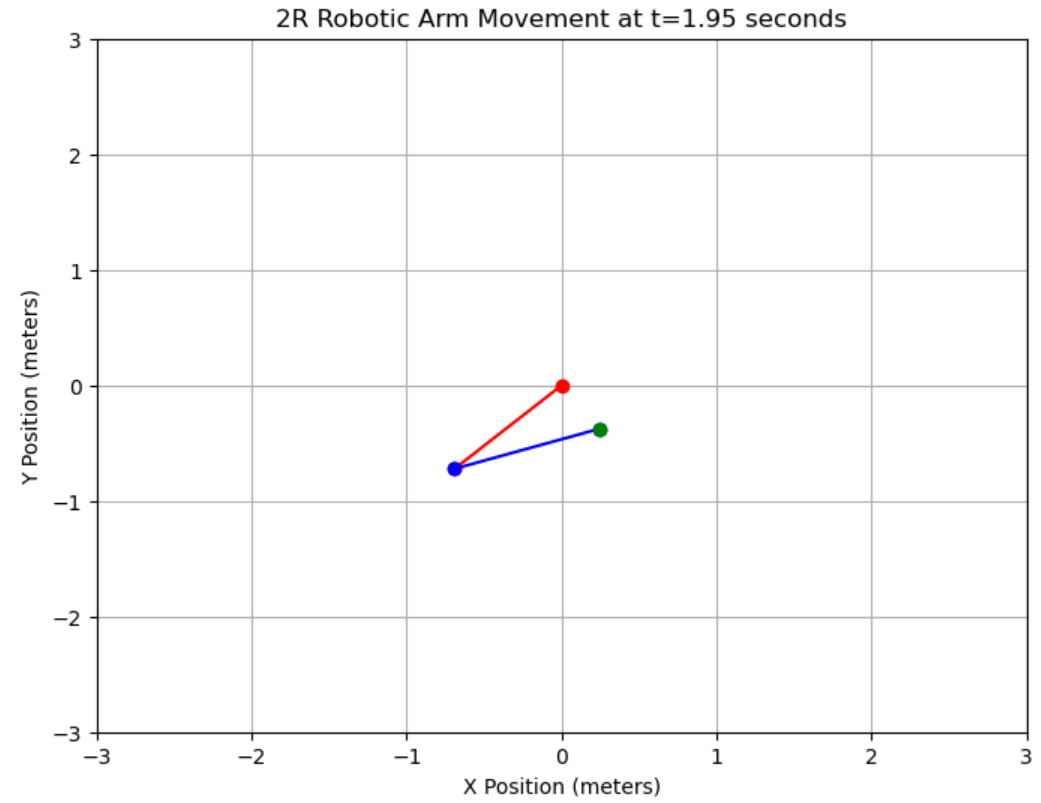 2R Robotic Arm Movement at t=1.95 seconds
3
2
1
0
−1
−2
−3
Y Position (meters)
−3 −2 −1 0 1 2 3
X Position (meters)